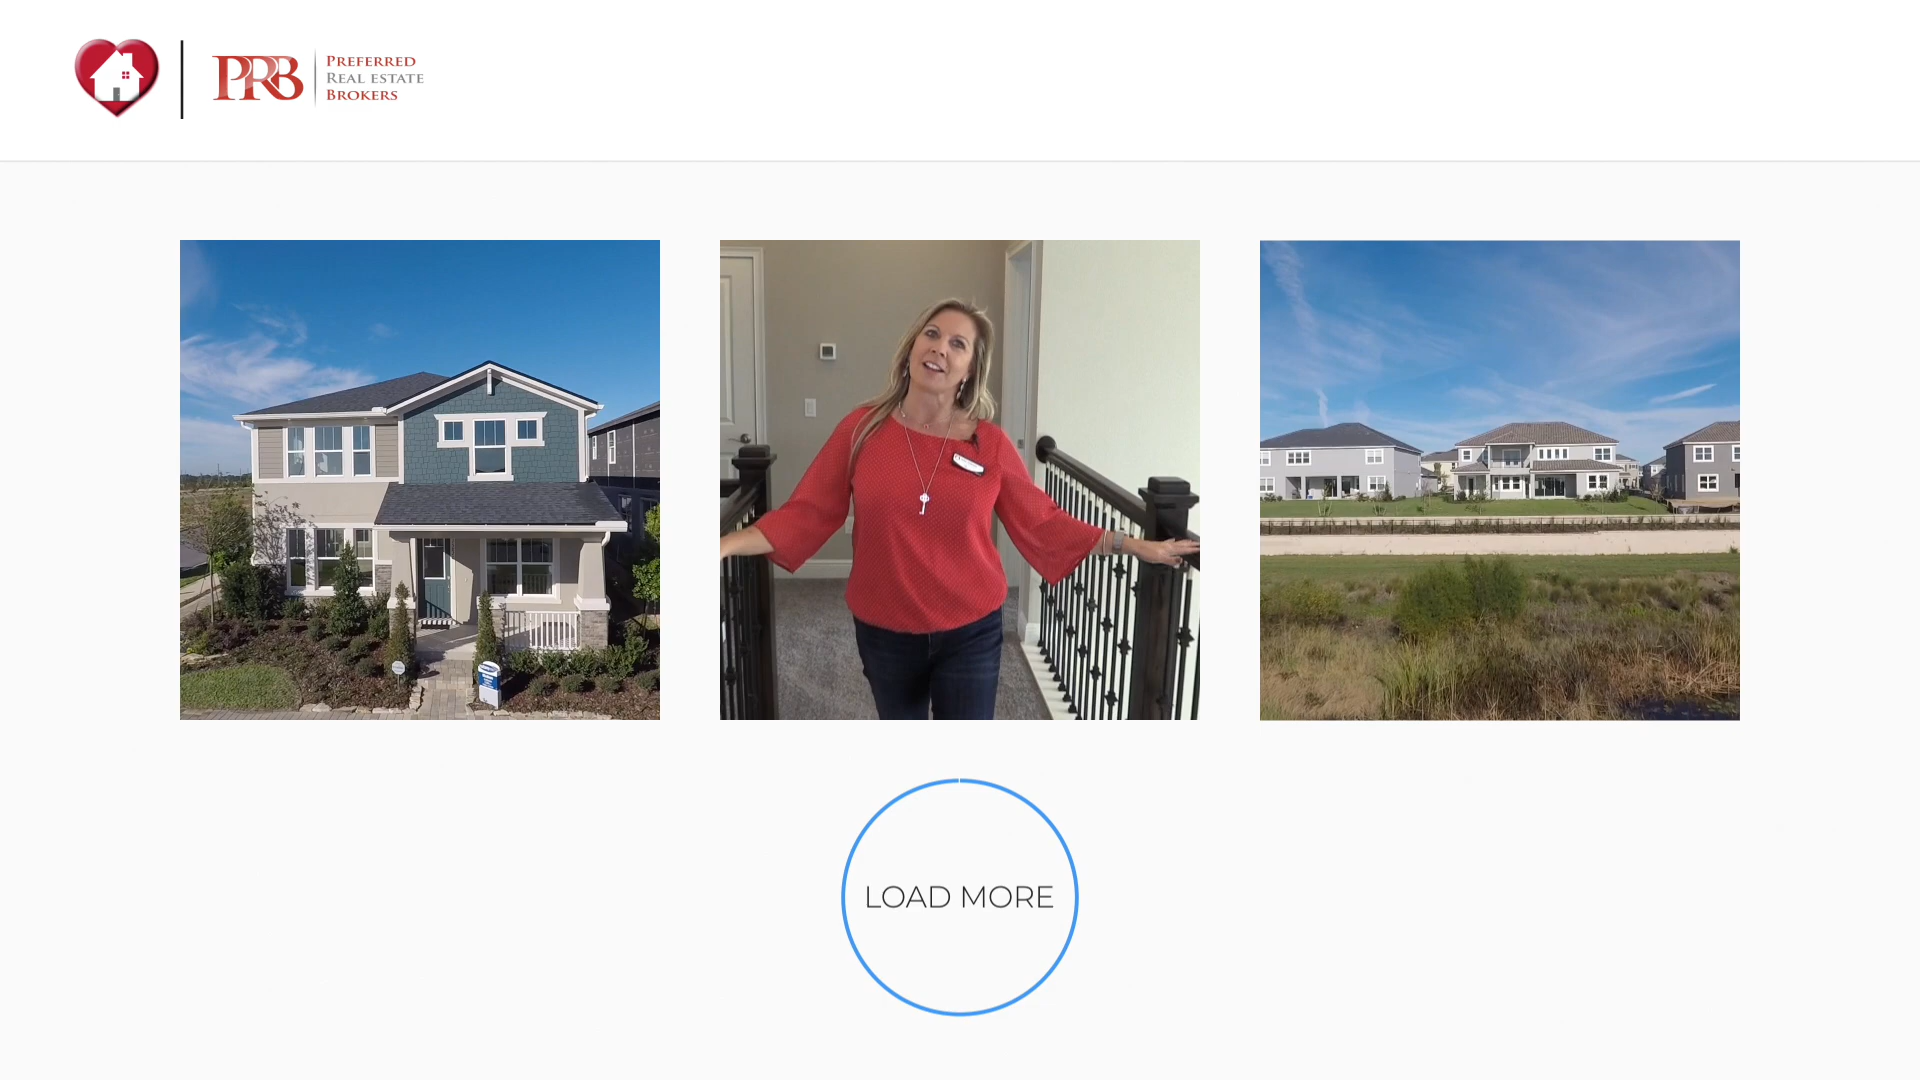 PRB
PREFERRED
REAL ESTATE
BROKERS
LOAD MORE